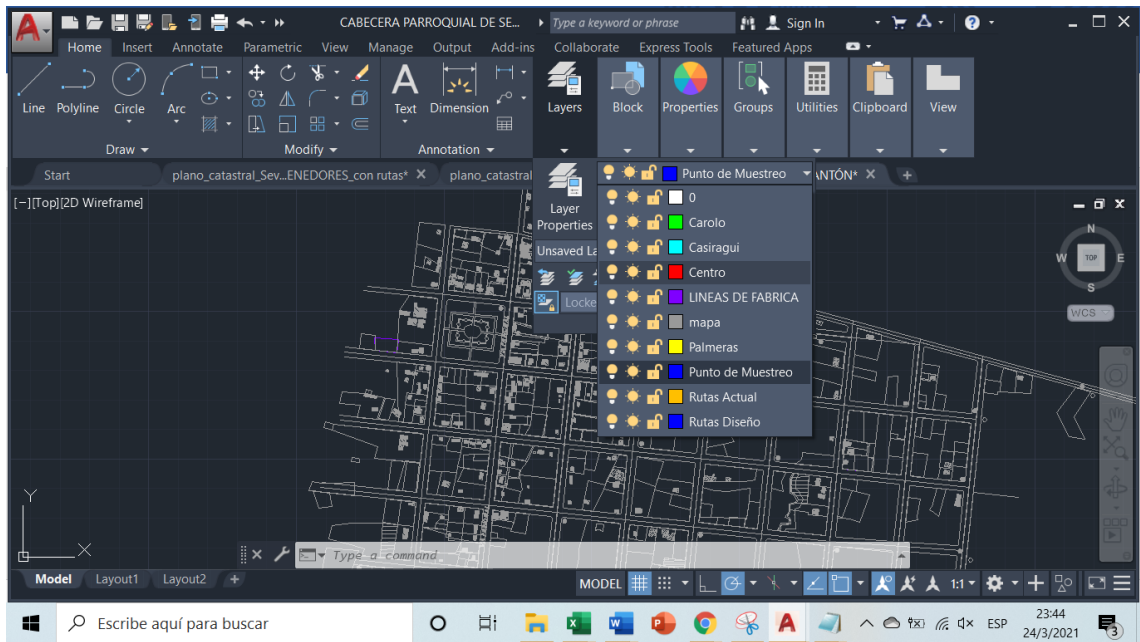 CABECERA PARROQUIAL DE SE...
Type a keyword or phrase
Sign In
Home Insert Annotate Parametric View Manage Output Add-ins Collaborate Express Tools Featured Apps
Line Polyline Circle Arc Text Dimension Layers Block Properties Groups Utilities Clipboard View
Draw Modify Annotation
Start plano_catastral_Sev...ENEDORES_con rutas* plano_catastral ANTÓN*
[−][Top][2D Wireframe]
Layer
Properties
Unsaved La
Locke
Punto de Muestreo
0
Carolo
Casiragui
Centro
LINEAS DE FABRICA
mapa
Palmeras
Punto de Muestreo
Rutas Actual
Rutas Diseño
N
W TOP E
S
WCS
Y
X
Type a command
Model Layout1 Layout2 +
MODEL 1:1
Escribe aquí para buscar
ESP
23:44
24/3/2021
3